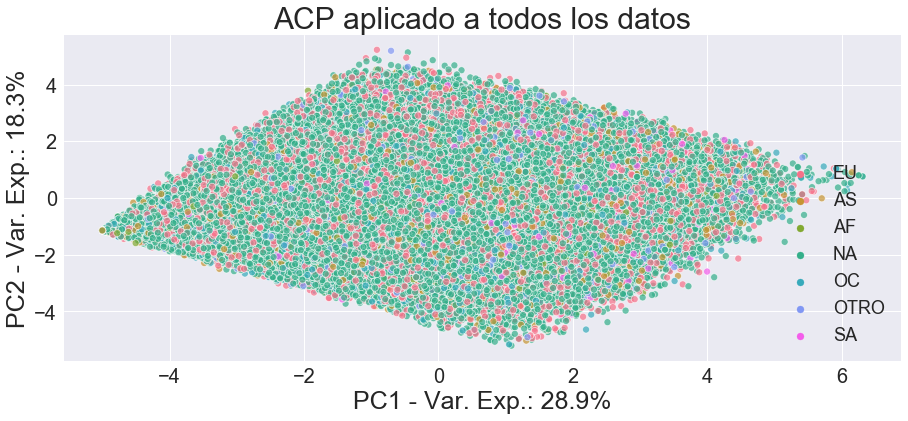 ACP aplicado a todos los datos
PC2 - Var. Exp.: 18.3%
4
2
0
−2
−4
EU
AS
AF
NA
OC
OTRO
SA
−4
−2
0
2
4
6
PC1 - Var. Exp.: 28.9%